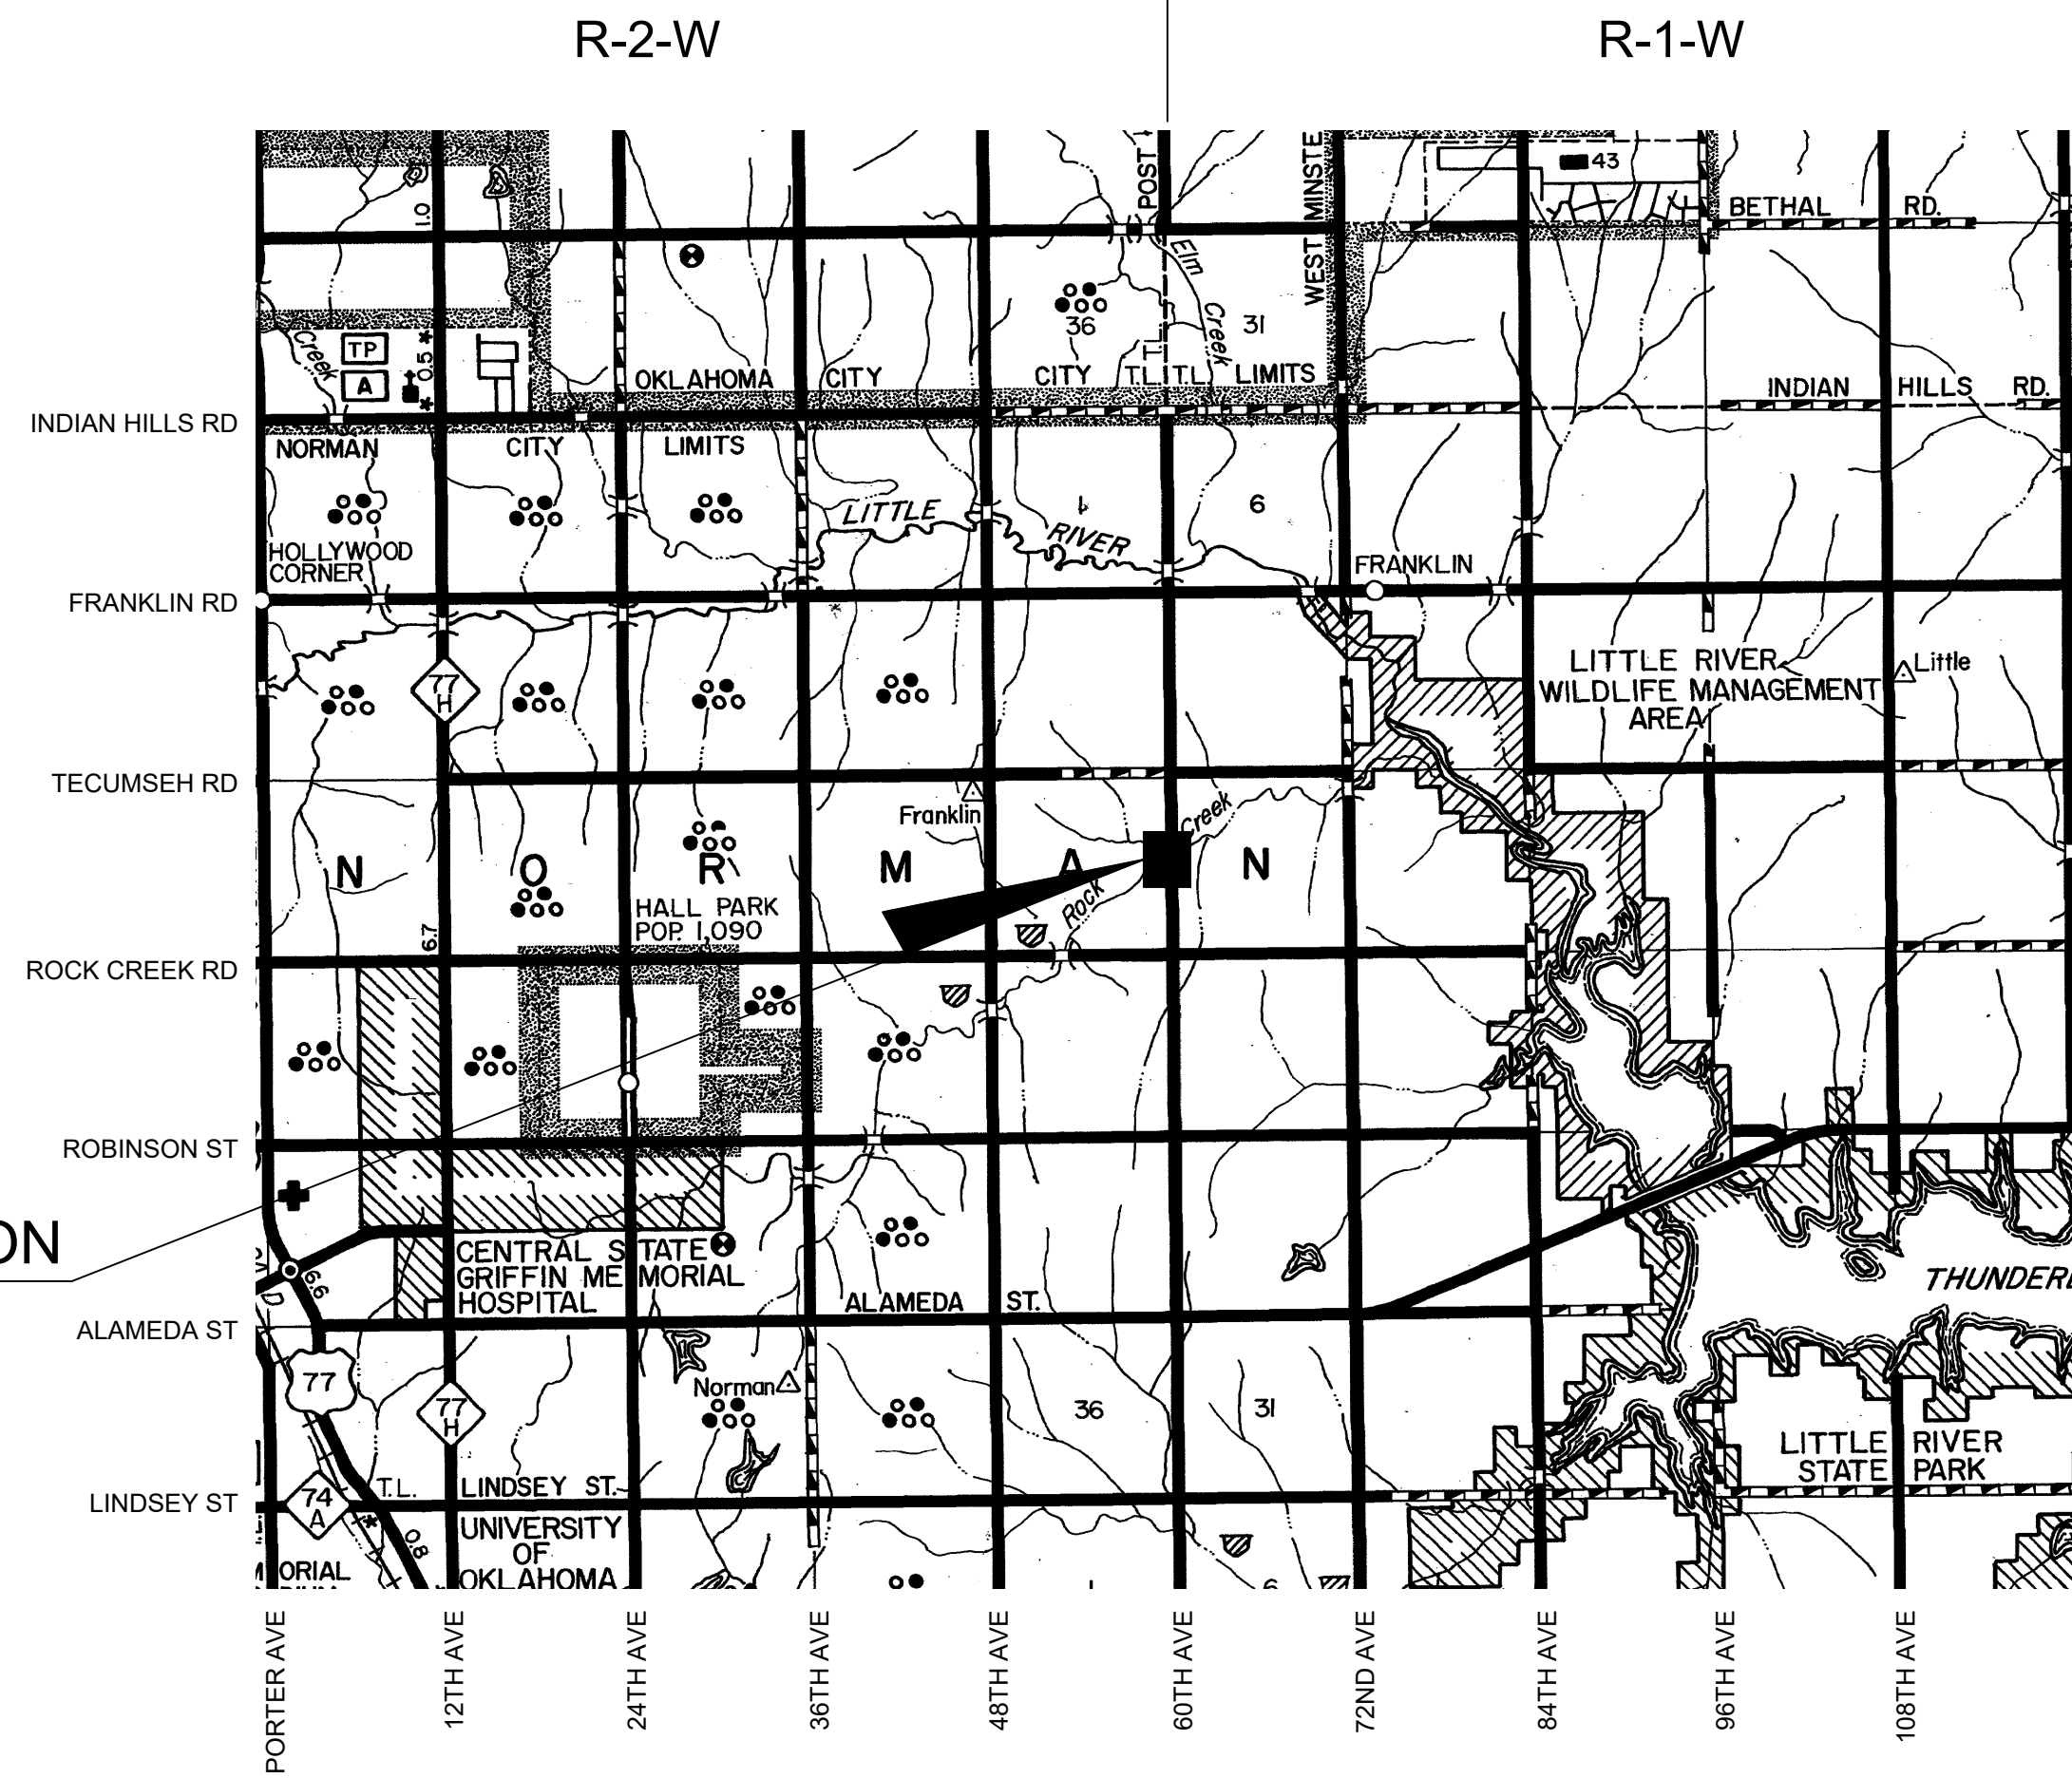 R-2-W
R-1-W
POST
WEST MINSTE
43
BETHAL RD.
1.0
Elm
Creek
36
31
Creek
TP
A
0.5
T.L.
OKLAHOMA CITY
CITY T.L. T.L. LIMITS
INDIAN HILLS RD.
INDIAN HILLS RD
NORMAN CITY LIMITS
LITTLE
RIVER
1
6
HOLLYWOOD
CORNER
FRANKLIN
FRANKLIN RD
77
H
LITTLE RIVER
WILDLIFE MANAGEMENT
AREA
Little
TECUMSEH RD
Franklin
Creek
N O R M A N
Rock
HALL PARK
POP. 1,090
6.7
ROCK CREEK RD
ROBINSON ST
ON
CENTRAL STATE
GRIFFIN MEMORIAL
HOSPITAL
6.6
THUNDER
ALAMEDA ST.
ALAMEDA ST
77
77
H
Norman
36
31
LITTLE RIVER
STATE PARK
T.L.
LINDSEY ST.
LINDSEY ST
74
A
0.8
UNIVERSITY
OF
OKLAHOMA
ORIAL
1
6
PORTER AVE
12TH AVE
24TH AVE
36TH AVE
48TH AVE
60TH AVE
72ND AVE
84TH AVE
96TH AVE
108TH AVE